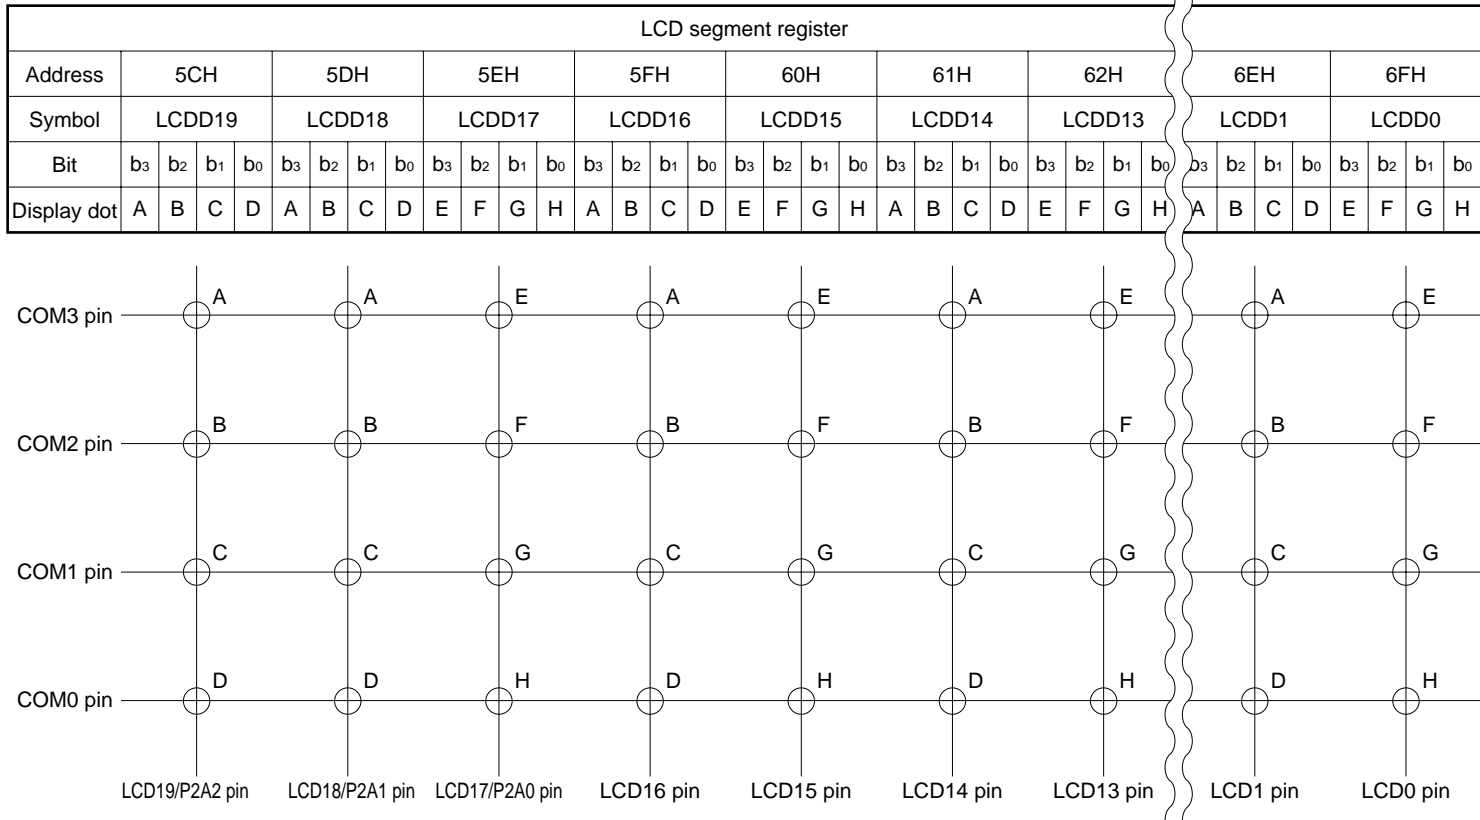 LCD segment register
Address 5CH 5DH 5EH 5FH 60H 61H 62H 6EH 6FH
Symbol LCDD19 LCDD18 LCDD17 LCDD16 LCDD15 LCDD14 LCDD13 LCDD1 LCDD0
Bit b3 b2 b1 b0 b3 b2 b1 b0 b3 b2 b1 b0 b3 b2 b1 b0 b3 b2 b1 b0 b3 b2 b1 b0 b3 b2 b1 b0 b3 b2 b1 b0 b3 b2 b1 b0
Display dot A B C D A B C D E F G H A B C D E F G H A B C D E F G H A B C D E F G H
A A E A E A E A E
COM3 pin
B B F B F B F B F
COM2 pin
C C G C G C G C G
COM1 pin
D D H D H D H D H
COM0 pin
LCD19/P2A2 pin LCD18/P2A1 pin LCD17/P2A0 pin LCD16 pin LCD15 pin LCD14 pin LCD13 pin LCD1 pin LCD0 pin